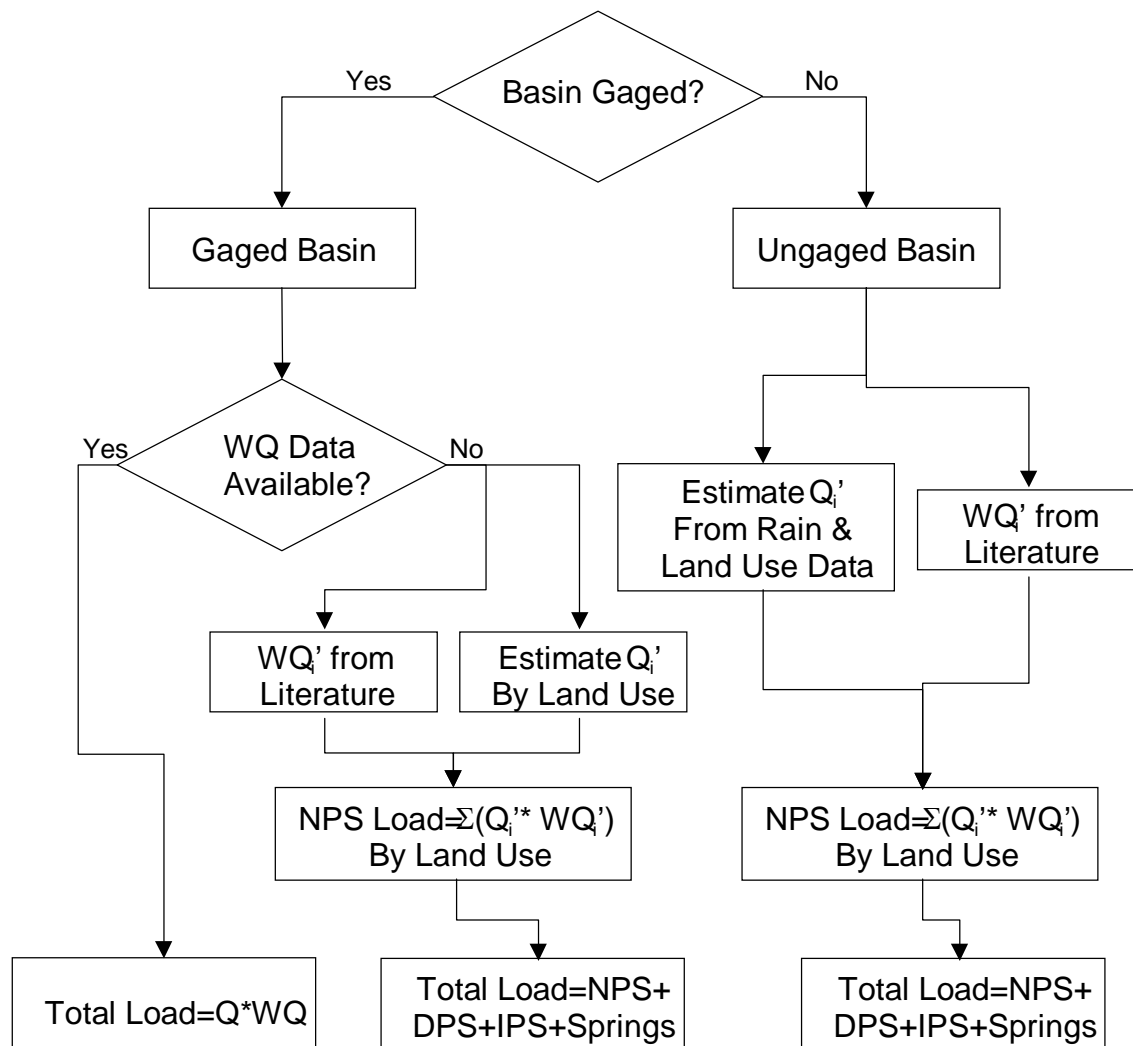 Basin Gaged?
Yes
No
Gaged Basin
Ungaged Basin
WQ Data
Available?
Yes
No
Estimate Qi’
From Rain &
Land Use Data
WQi’ from
Literature
WQi’ from
Literature
Estimate Qi’
By Land Use
NPS Load=Σ(Qi’* WQi’)
By Land Use
NPS Load=Σ(Qi’* WQi’)
By Land Use
Total Load=Q*WQ
Total Load=NPS+
DPS+IPS+Springs
Total Load=NPS+
DPS+IPS+Springs